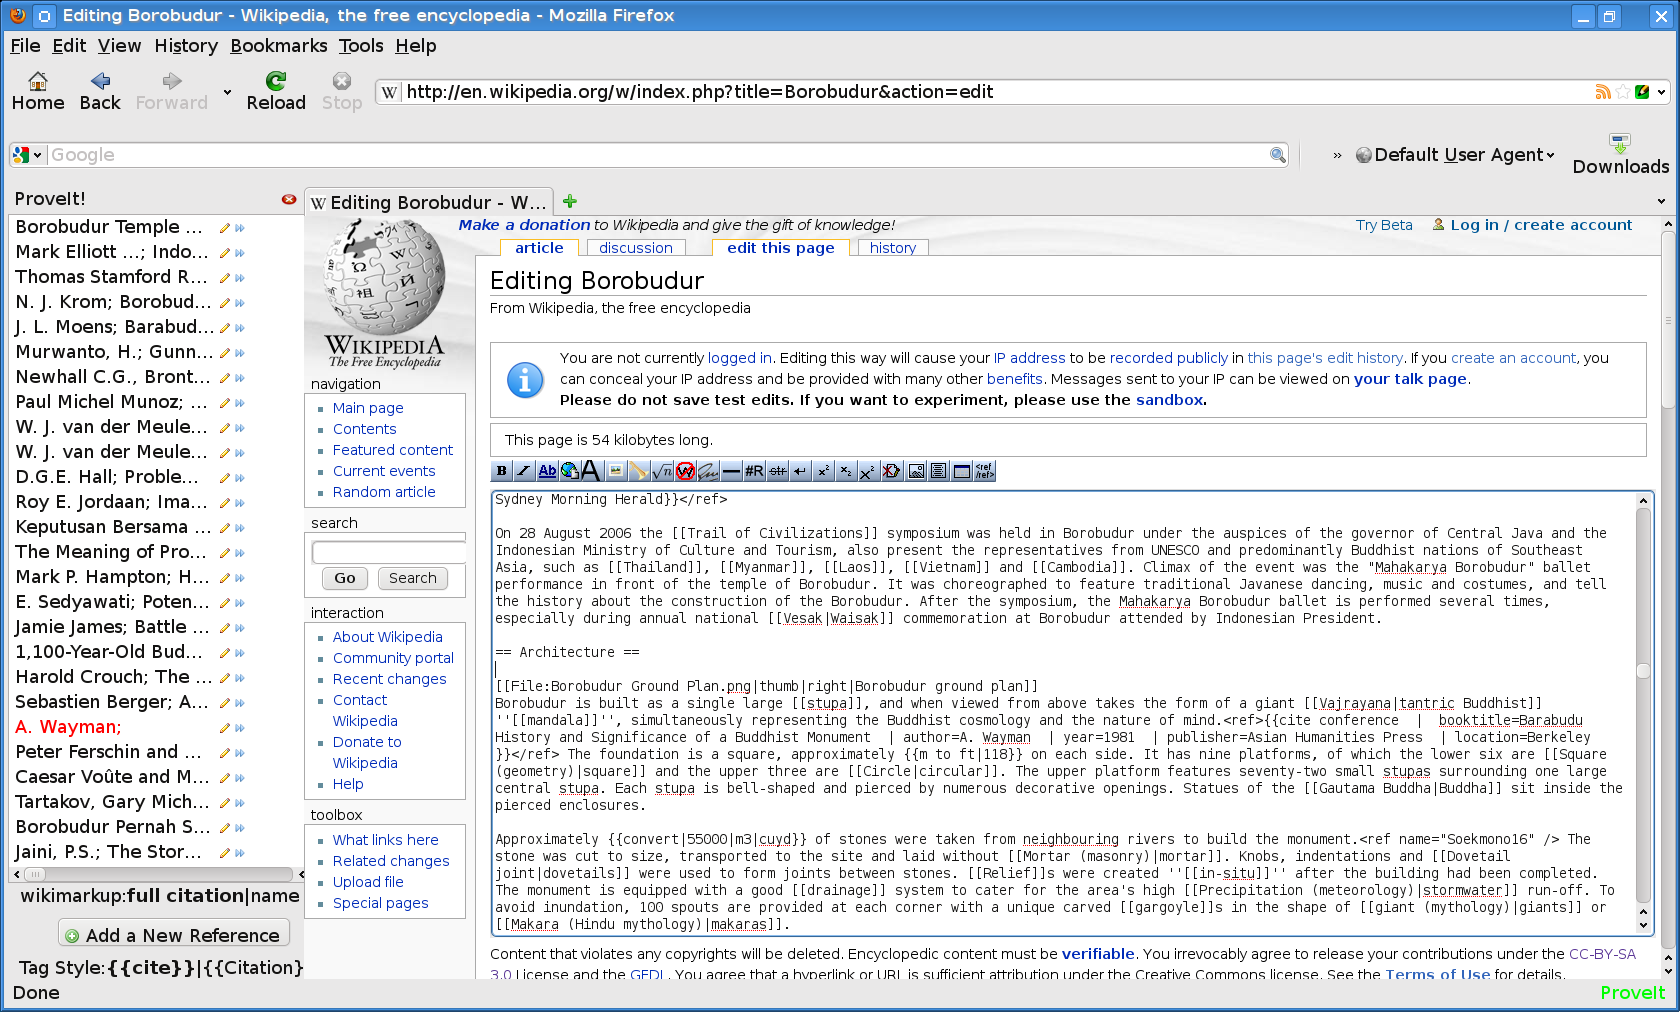 Editing Borobudur - Wikipedia, the free encyclopedia - Mozilla Firefox
File Edit View History Bookmarks Tools Help
Home Back Forward Reload Stop
W http://en.wikipedia.org/w/index.php?title=Borobudur&action=edit
Google
» Default User Agent
Downloads
ProveIt!
Borobudur Temple ...
Mark Elliott ...; Indo...
Thomas Stamford R...
N. J. Krom; Borobud...
J. L. Moens; Barabud...
Murwanto, H.; Gunn...
Newhall C.G., Bront...
Paul Michel Munoz; ...
W. J. van der Meule...
W. J. van der Meule...
D.G.E. Hall; Proble...
Roy E. Jordaan; Ima...
Keputusan Bersama ...
The Meaning of Pro...
Mark P. Hampton; H...
E. Sedyawati; Poten...
Jamie James; Battle ...
1,100-Year-Old Bud...
Harold Crouch; The ...
Sebastien Berger; A...
A. Wayman;
Peter Ferschin and ...
Caesar Voûte and M...
Tartakov, Gary Mich...
Borobudur Pernah S...
Jaini, P.S.; The Stor...
wikimarkup:full citation|name
Add a New Reference
Tag Style:{{cite}}|{{Citation}
W Editing Borobudur - W...
WIKIPEDIA
The Free Encyclopedia
navigation
Main page
Contents
Featured content
Current events
Random article
search
Go Search
interaction
About Wikipedia
Community portal
Recent changes
Contact
Wikipedia
Donate to
Wikipedia
Help
toolbox
What links here
Related changes
Upload file
Special pages
Make a donation to Wikipedia and give the gift of knowledge!
Try Beta Log in / create account
article discussion edit this page history
Editing Borobudur
From Wikipedia, the free encyclopedia
You are not currently logged in. Editing this way will cause your IP address to be recorded publicly in this page's edit history. If you create an account, you
can conceal your IP address and be provided with many other benefits. Messages sent to your IP can be viewed on your talk page.
Please do not save test edits. If you want to experiment, please use the sandbox.
This page is 54 kilobytes long.
B I Ab A √n W #R str x² x₂ x² <ref/>
Sydney Morning Herald}}</ref>
On 28 August 2006 the [[Trail of Civilizations]] symposium was held in Borobudur under the auspices of the governor of Central Java and the
Indonesian Ministry of Culture and Tourism, also present the representatives from UNESCO and predominantly Buddhist nations of Southeast
Asia, such as [[Thailand]], [[Myanmar]], [[Laos]], [[Vietnam]] and [[Cambodia]]. Climax of the event was the "Mahakarya Borobudur" ballet
performance in front of the temple of Borobudur. It was choreographed to feature traditional Javanese dancing, music and costumes, and tell
the history about the construction of the Borobudur. After the symposium, the Mahakarya Borobudur ballet is performed several times,
especially during annual national [[Vesak|Waisak]] commemoration at Borobudur attended by Indonesian President.
== Architecture ==
[[File:Borobudur Ground Plan.png|thumb|right|Borobudur ground plan]]
Borobudur is built as a single large [[stupa]], and when viewed from above takes the form of a giant [[Vajrayana|tantric Buddhist]]
''[[mandala]]'', simultaneously representing the Buddhist cosmology and the nature of mind.<ref>{{cite conference | booktitle=Barabudu
History and Significance of a Buddhist Monument | author=A. Wayman | year=1981 | publisher=Asian Humanities Press | location=Berkeley
}}</ref> The foundation is a square, approximately {{m to ft|118}} on each side. It has nine platforms, of which the lower six are [[Square
(geometry)|square]] and the upper three are [[Circle|circular]]. The upper platform features seventy-two small stupas surrounding one large
central stupa. Each stupa is bell-shaped and pierced by numerous decorative openings. Statues of the [[Gautama Buddha|Buddha]] sit inside the
pierced enclosures.
Approximately {{convert|55000|m3|cuyd}} of stones were taken from neighbouring rivers to build the monument.<ref name="Soekmono16" /> The
stone was cut to size, transported to the site and laid without [[Mortar (masonry)|mortar]]. Knobs, indentations and [[Dovetail
joint|dovetails]] were used to form joints between stones. [[Relief]]s were created ''[[in-situ]]'' after the building had been completed.
The monument is equipped with a good [[drainage]] system to cater for the area's high [[Precipitation (meteorology)|stormwater]] run-off. To
avoid inundation, 100 spouts are provided at each corner with a unique carved [[gargoyle]]s in the shape of [[giant (mythology)|giants]] or
[[Makara (Hindu mythology)|makaras]].
Content that violates any copyrights will be deleted. Encyclopedic content must be verifiable. You irrevocably agree to release your contributions under the CC-BY-SA
3.0 License and the GFDL. You agree that a hyperlink or URL is sufficient attribution under the Creative Commons license. See the Terms of Use for details.
Done
ProveIt